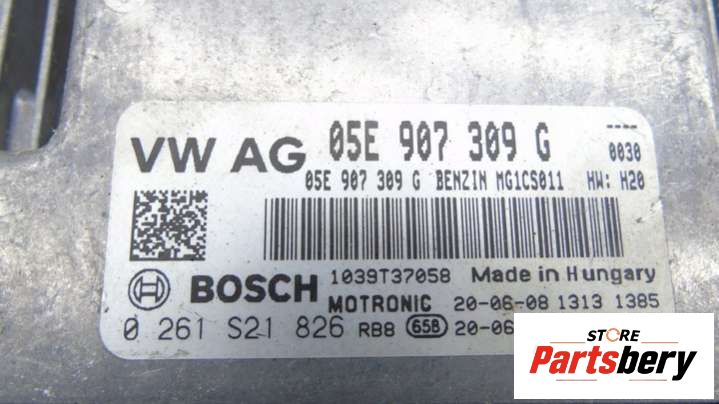 VW AG 05E 907 309 G ----
0030
05E 907 309 G BENZIN MG1CS011 HW: H20
BOSCH 1039T37058 Made in Hungary
MOTRONIC 20-06-08 1313 1385
0 261 S21 826 RB8 658 20-06
STORE
Partsbery